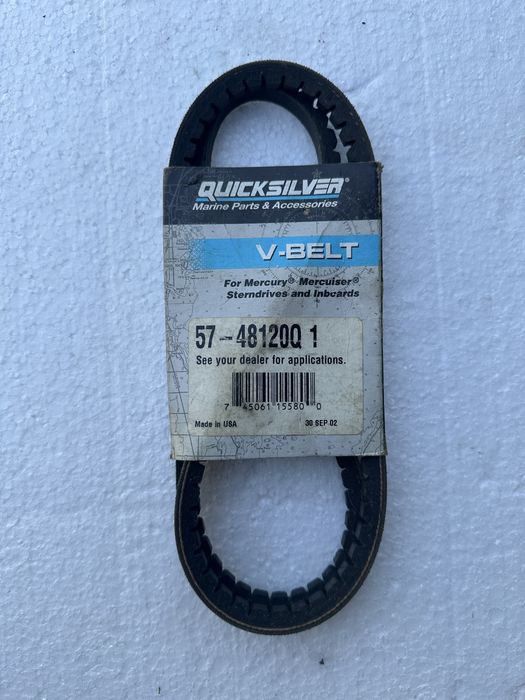 QUICKSILVER®
Marine Parts & Accessories
V-BELT
For Mercury® Mercuiser®
Sterndrives and Inboards
57-48120Q 1
See your dealer for applications.
7 45061 15580 0
Made in USA 30 SEP 02